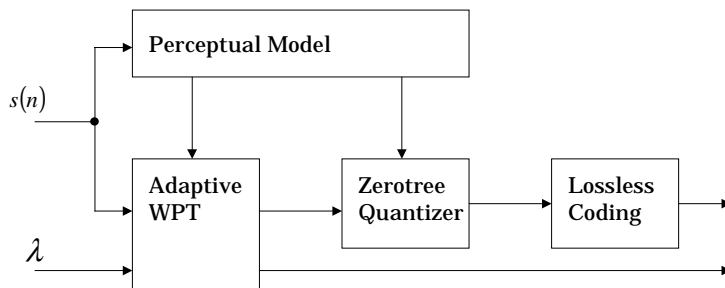 Perceptual Model
s(n)
Adaptive
WPT
Zerotree
Quantizer
Lossless
Coding
λ